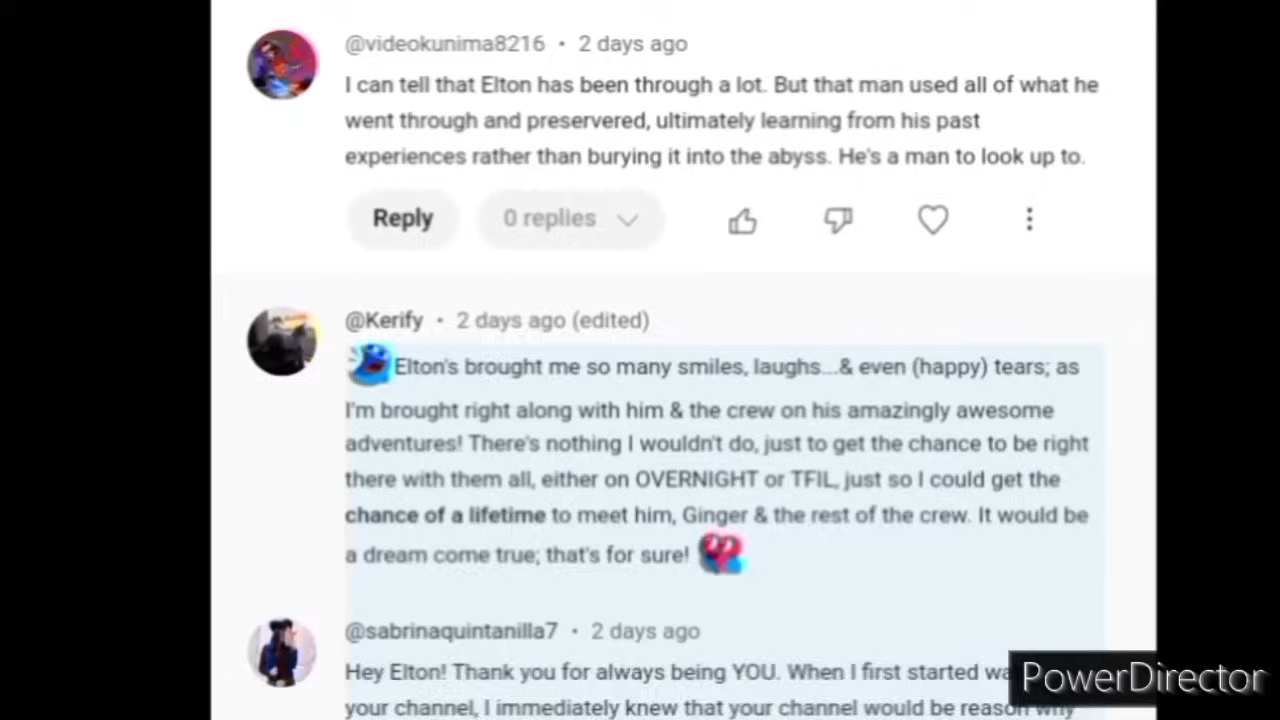 @videokunima8216 • 2 days ago
I can tell that Elton has been through a lot. But that man used all of what he
went through and preservered, ultimately learning from his past
experiences rather than burying it into the abyss. He's a man to look up to.
Reply 0 replies
@Kerify • 2 days ago (edited)
Elton's brought me so many smiles, laughs...& even (happy) tears; as
I'm brought right along with him & the crew on his amazingly awesome
adventures! There's nothing I wouldn't do, just to get the chance to be right
there with them all, either on OVERNIGHT or TFIL, just so I could get the
chance of a lifetime to meet him, Ginger & the rest of the crew. It would be
a dream come true; that's for sure!
@sabrinaquintanilla7 • 2 days ago
Hey Elton! Thank you for always being YOU. When I first started
your channel, I immediately knew that your channel would be reason why
PowerDirector